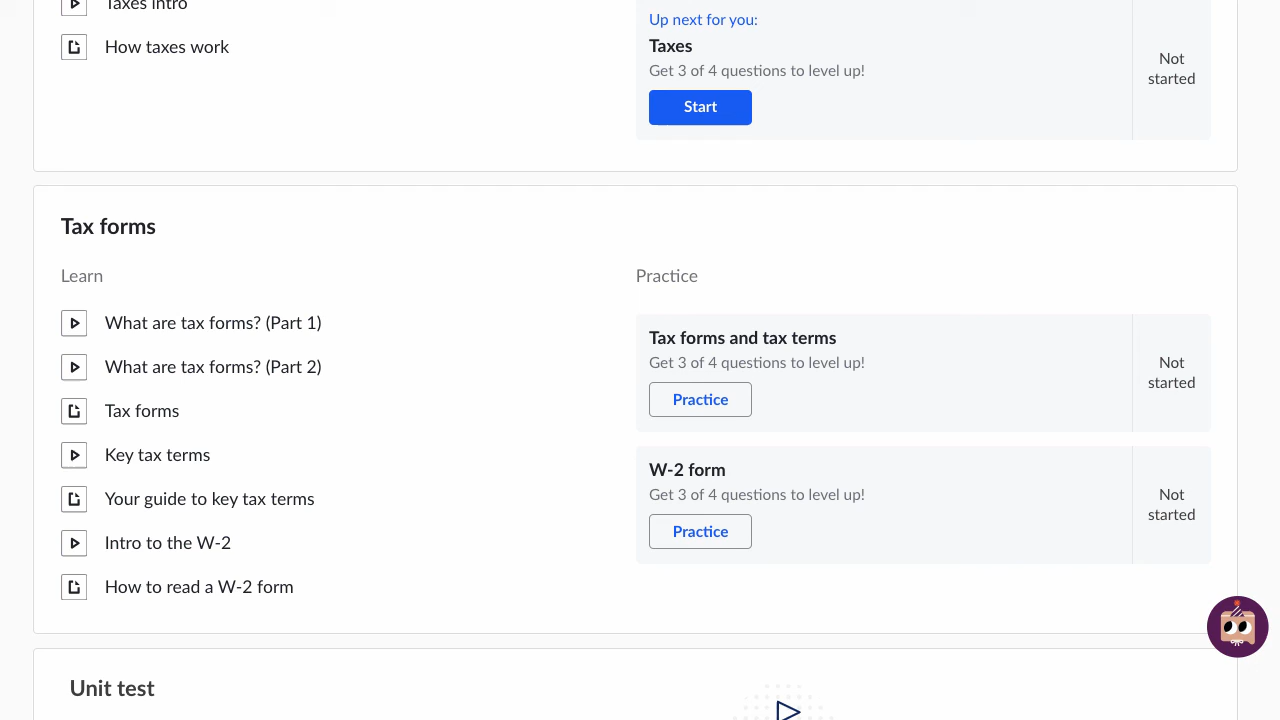 Taxes intro
How taxes work
Up next for you:
Taxes
Get 3 of 4 questions to level up!
Start
Not
started
Tax forms
Learn
What are tax forms? (Part 1)
What are tax forms? (Part 2)
Tax forms
Key tax terms
Your guide to key tax terms
Intro to the W-2
How to read a W-2 form
Practice
Tax forms and tax terms
Get 3 of 4 questions to level up!
Practice
Not
started
W-2 form
Get 3 of 4 questions to level up!
Practice
Not
started
Unit test